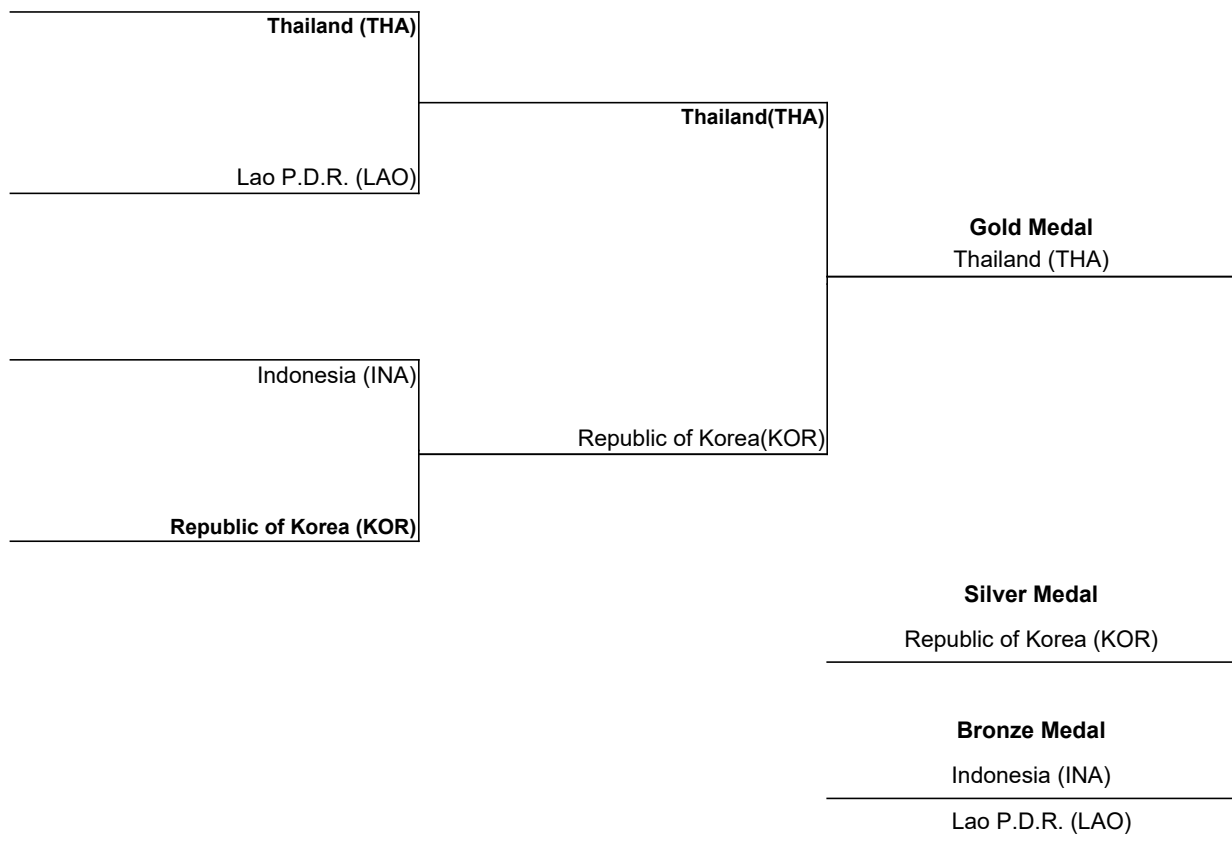 Thailand (THA)
Thailand(THA)
Lao P.D.R. (LAO)
Gold Medal
Thailand (THA)
Indonesia (INA)
Republic of Korea(KOR)
Republic of Korea (KOR)
Silver Medal
Republic of Korea (KOR)
Bronze Medal
Indonesia (INA)
Lao P.D.R. (LAO)